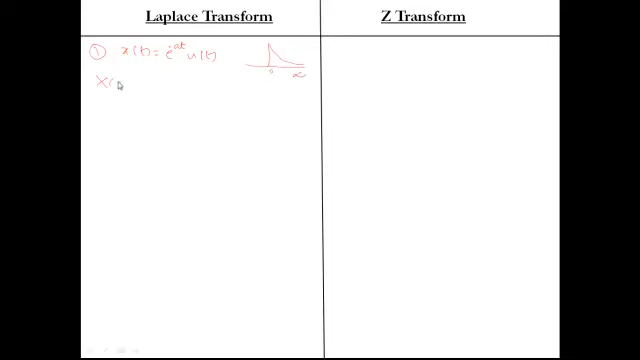 Laplace Transform
Z Transform
① x(t) = e^-at u(t)
0 ∞
X(